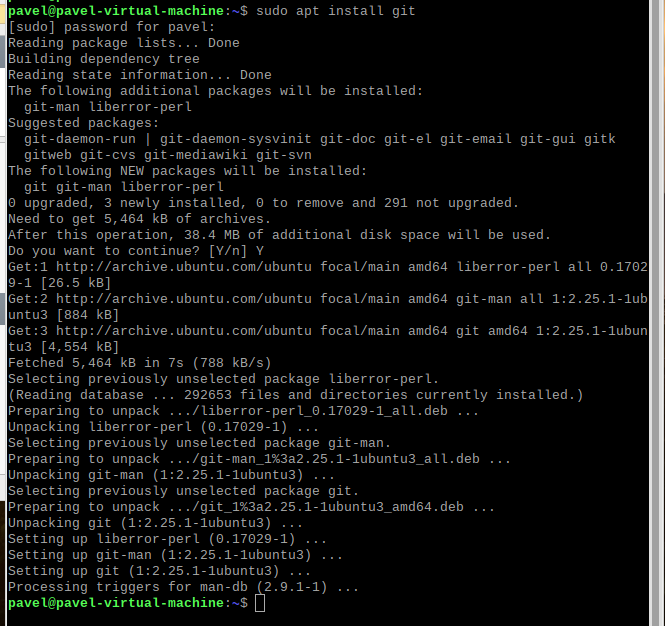 pavel@pavel-virtual-machine:~$ sudo apt install git
[sudo] password for pavel:
Reading package lists... Done
Building dependency tree
Reading state information... Done
The following additional packages will be installed:
  git-man liberror-perl
Suggested packages:
  git-daemon-run | git-daemon-sysvinit git-doc git-el git-email git-gui gitk
  gitweb git-cvs git-mediawiki git-svn
The following NEW packages will be installed:
  git git-man liberror-perl
0 upgraded, 3 newly installed, 0 to remove and 291 not upgraded.
Need to get 5,464 kB of archives.
After this operation, 38.4 MB of additional disk space will be used.
Do you want to continue? [Y/n] Y
Get:1 http://archive.ubuntu.com/ubuntu focal/main amd64 liberror-perl all 0.1702
9-1 [26.5 kB]
Get:2 http://archive.ubuntu.com/ubuntu focal/main amd64 git-man all 1:2.25.1-1ub
untu3 [884 kB]
Get:3 http://archive.ubuntu.com/ubuntu focal/main amd64 git amd64 1:2.25.1-1ubun
tu3 [4,554 kB]
Fetched 5,464 kB in 7s (788 kB/s)
Selecting previously unselected package liberror-perl.
(Reading database ... 292653 files and directories currently installed.)
Preparing to unpack .../liberror-perl_0.17029-1_all.deb ...
Unpacking liberror-perl (0.17029-1) ...
Selecting previously unselected package git-man.
Preparing to unpack .../git-man_1%3a2.25.1-1ubuntu3_all.deb ...
Unpacking git-man (1:2.25.1-1ubuntu3) ...
Selecting previously unselected package git.
Preparing to unpack .../git_1%3a2.25.1-1ubuntu3_amd64.deb ...
Unpacking git (1:2.25.1-1ubuntu3) ...
Setting up liberror-perl (0.17029-1) ...
Setting up git-man (1:2.25.1-1ubuntu3) ...
Setting up git (1:2.25.1-1ubuntu3) ...
Processing triggers for man-db (2.9.1-1) ...
pavel@pavel-virtual-machine:~$